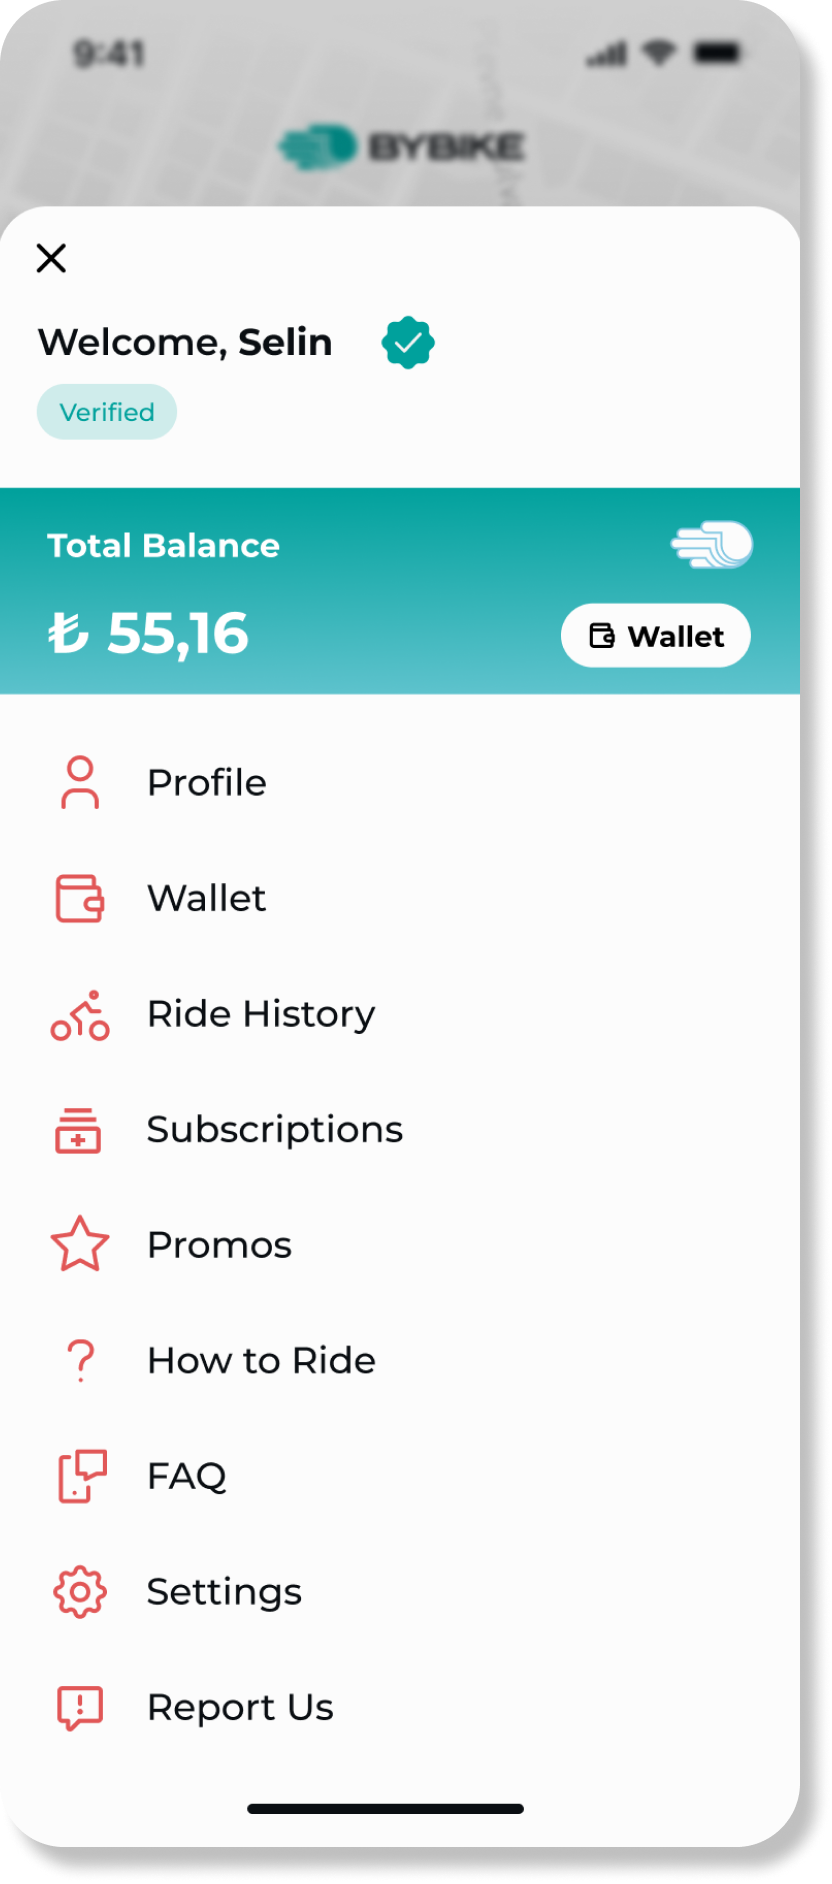 9:41
BYBIKE
Welcome, Selin
Verified
Total Balance
₺ 55,16
Wallet
Profile
Wallet
Ride History
Subscriptions
Promos
How to Ride
FAQ
Settings
Report Us